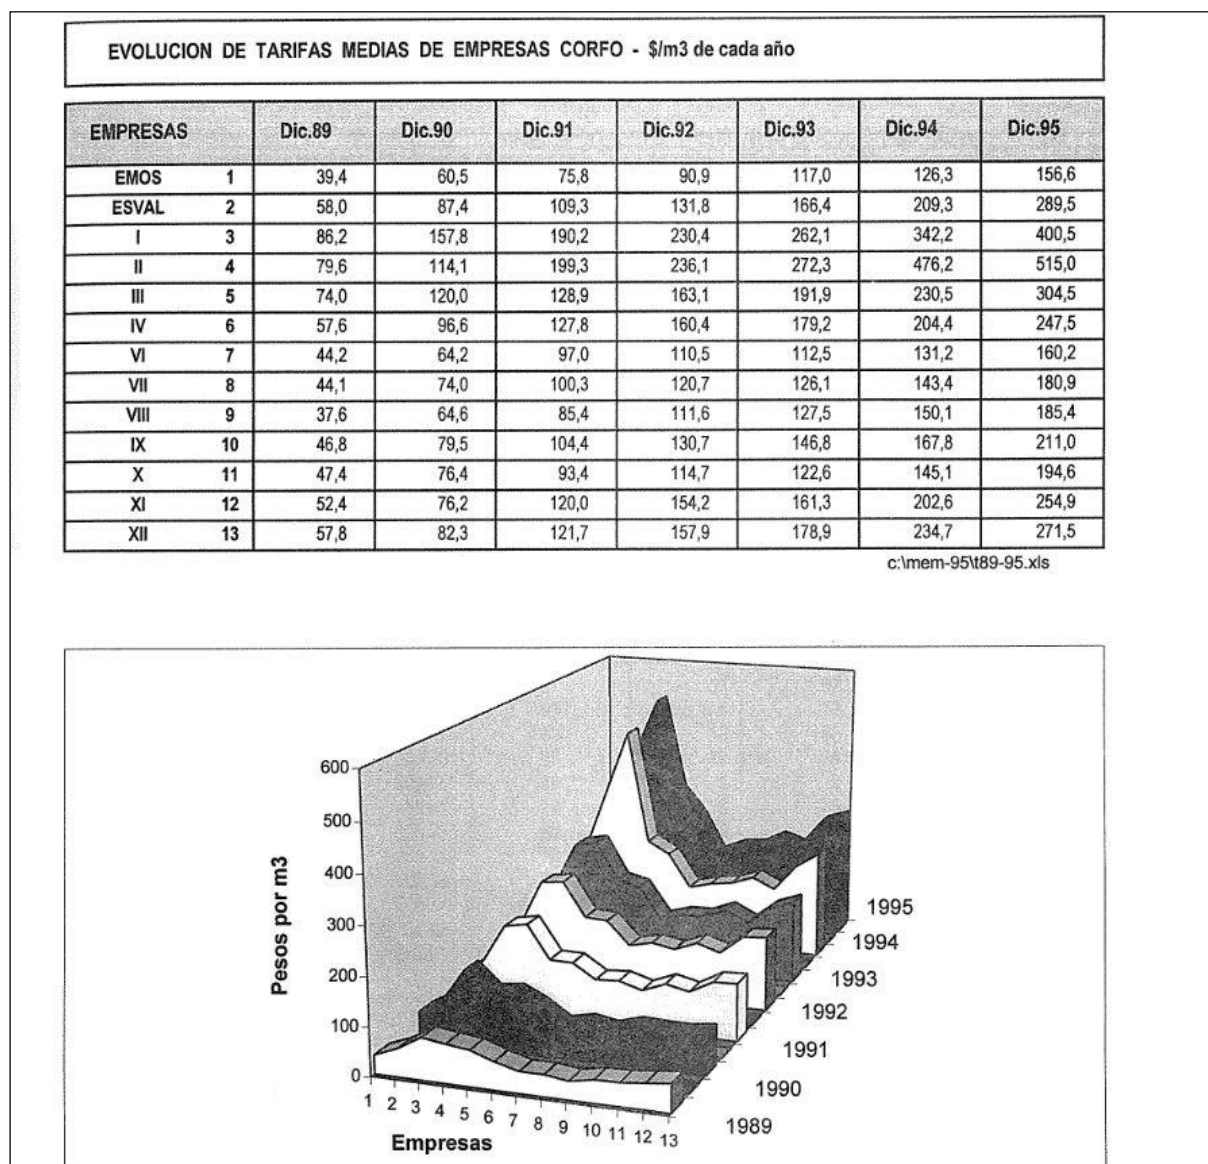 EVOLUCION DE TARIFAS MEDIAS DE EMPRESAS CORFO - $/m3 de cada año
EMPRESAS Dic.89 Dic.90 Dic.91 Dic.92 Dic.93 Dic.94 Dic.95
EMOS 1 39,4 60,5 75,8 90,9 117,0 126,3 156,6
ESVAL 2 58,0 87,4 109,3 131,8 166,4 209,3 289,5
I 3 86,2 157,8 190,2 230,4 262,1 342,2 400,5
II 4 79,6 114,1 199,3 236,1 272,3 476,2 515,0
III 5 74,0 120,0 128,9 163,1 191,9 230,5 304,5
IV 6 57,6 96,6 127,8 160,4 179,2 204,4 247,5
VI 7 44,2 64,2 97,0 110,5 112,5 131,2 160,2
VII 8 44,1 74,0 100,3 120,7 126,1 143,4 180,9
VIII 9 37,6 64,6 85,4 111,6 127,5 150,1 185,4
IX 10 46,8 79,5 104,4 130,7 146,8 167,8 211,0
X 11 47,4 76,4 93,4 114,7 122,6 145,1 194,6
XI 12 52,4 76,2 120,0 154,2 161,3 202,6 254,9
XII 13 57,8 82,3 121,7 157,9 178,9 234,7 271,5
c:\mem-95\t89-95.xls
600
500
400
300
200
100
0
Pesos por m3
1 2 3 4 5 6 7 8 9 10 11 12 13
Empresas
1995
1994
1993
1992
1991
1990
1989